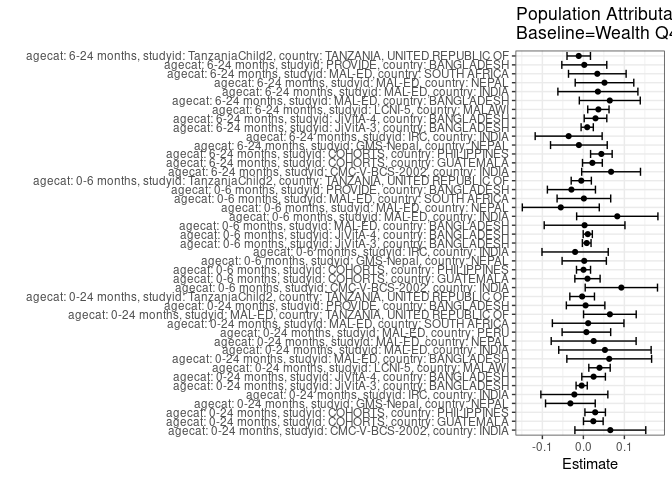 Population Attributa
Baseline=Wealth Q4
agecat: 6-24 months, studyid: TanzaniaChild2, country: TANZANIA, UNITED REPUBLIC OF
agecat: 6-24 months, studyid: PROVIDE, country: BANGLADESH
agecat: 6-24 months, studyid: MAL-ED, country: SOUTH AFRICA
agecat: 6-24 months, studyid: MAL-ED, country: NEPAL
agecat: 6-24 months, studyid: MAL-ED, country: INDIA
agecat: 6-24 months, studyid: MAL-ED, country: BANGLADESH
agecat: 6-24 months, studyid: LCNI-5, country: MALAWI
agecat: 6-24 months, studyid: JiVitA-4, country: BANGLADESH
agecat: 6-24 months, studyid: JiVitA-3, country: BANGLADESH
agecat: 6-24 months, studyid: IRC, country: INDIA
agecat: 6-24 months, studyid: GMS-Nepal, country: NEPAL
agecat: 6-24 months, studyid: COHORTS, country: PHILIPPINES
agecat: 6-24 months, studyid: COHORTS, country: GUATEMALA
agecat: 6-24 months, studyid: CMC-V-BCS-2002, country: INDIA
agecat: 0-6 months, studyid: TanzaniaChild2, country: TANZANIA, UNITED REPUBLIC OF
agecat: 0-6 months, studyid: PROVIDE, country: BANGLADESH
agecat: 0-6 months, studyid: MAL-ED, country: SOUTH AFRICA
agecat: 0-6 months, studyid: MAL-ED, country: NEPAL
agecat: 0-6 months, studyid: MAL-ED, country: INDIA
agecat: 0-6 months, studyid: MAL-ED, country: BANGLADESH
agecat: 0-6 months, studyid: JiVitA-4, country: BANGLADESH
agecat: 0-6 months, studyid: JiVitA-3, country: BANGLADESH
agecat: 0-6 months, studyid: IRC, country: INDIA
agecat: 0-6 months, studyid: GMS-Nepal, country: NEPAL
agecat: 0-6 months, studyid: COHORTS, country: PHILIPPINES
agecat: 0-6 months, studyid: COHORTS, country: GUATEMALA
agecat: 0-6 months, studyid: CMC-V-BCS-2002, country: INDIA
agecat: 0-24 months, studyid: TanzaniaChild2, country: TANZANIA, UNITED REPUBLIC OF
agecat: 0-24 months, studyid: PROVIDE, country: BANGLADESH
agecat: 0-24 months, studyid: MAL-ED, country: TANZANIA, UNITED REPUBLIC OF
agecat: 0-24 months, studyid: MAL-ED, country: SOUTH AFRICA
agecat: 0-24 months, studyid: MAL-ED, country: PERU
agecat: 0-24 months, studyid: MAL-ED, country: NEPAL
agecat: 0-24 months, studyid: MAL-ED, country: INDIA
agecat: 0-24 months, studyid: MAL-ED, country: BANGLADESH
agecat: 0-24 months, studyid: LCNI-5, country: MALAWI
agecat: 0-24 months, studyid: JiVitA-4, country: BANGLADESH
agecat: 0-24 months, studyid: JiVitA-3, country: BANGLADESH
agecat: 0-24 months, studyid: IRC, country: INDIA
agecat: 0-24 months, studyid: GMS-Nepal, country: NEPAL
agecat: 0-24 months, studyid: COHORTS, country: PHILIPPINES
agecat: 0-24 months, studyid: COHORTS, country: GUATEMALA
agecat: 0-24 months, studyid: CMC-V-BCS-2002, country: INDIA
-0.1 0.0 0.1
Estimate